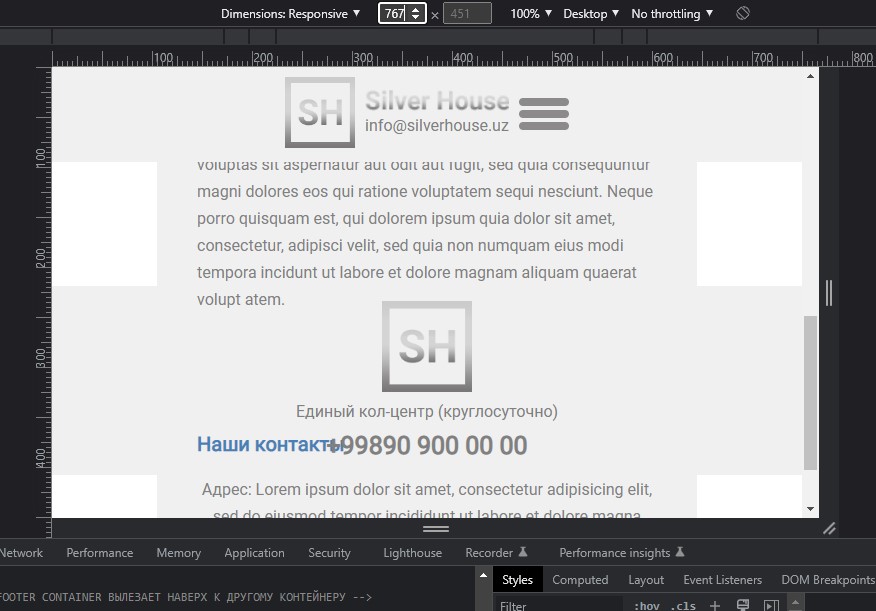 Dimensions: Responsive ▼ 767 × 451 100% ▼ Desktop ▼ No throttling ▼
100 200 300 400 500 600 700 800
SH
Silver House
info@silverhouse.uz
voluptas sit aspernatur aut odit aut fugit, sed quia consequuntur
100
magni dolores eos qui ratione voluptatem sequi nesciunt. Neque
porro quisquam est, qui dolorem ipsum quia dolor sit amet,
consectetur, adipisci velit, sed quia non numquam eius modi
200
tempora incidunt ut labore et dolore magnam aliquam quaerat
volupt atem.
SH
300
Единый кол-центр (круглосуточно)
Наши контакты
+99890 900 00 00
400
Адрес: Lorem ipsum dolor sit amet, consectetur adipisicing elit,
sed do eiusmod tempor incididunt ut labore et dolore magna
Network Performance Memory Application Security Lighthouse Recorder Performance insights
Styles Computed Layout Event Listeners DOM Breakpoints
FOOTER CONTAINER ВЫЛЕЗАЕТ НАВЕРХ К ДРУГОМУ КОНТЕЙНЕРУ -->
Filter :hov .cls +